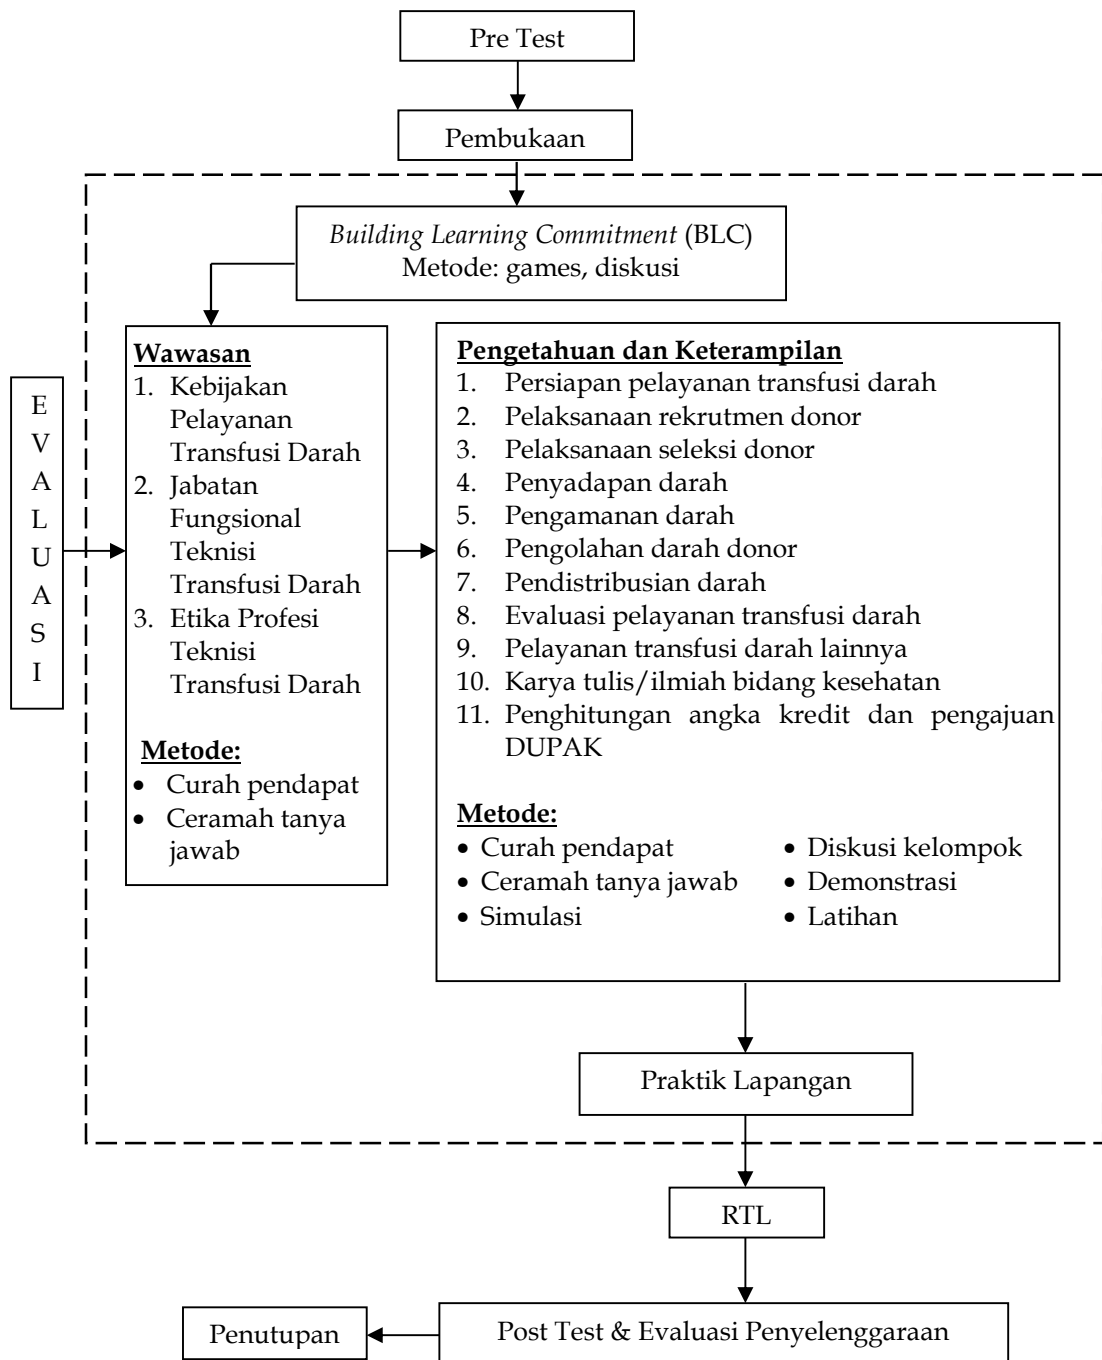 Pre Test
Pembukaan
Building Learning Commitment (BLC)
Metode: games, diskusi
E
V
A
L
U
A
S
I
Wawasan
1. Kebijakan
Pelayanan
Transfusi Darah
2. Jabatan
Fungsional
Teknisi
Transfusi Darah
3. Etika Profesi
Teknisi
Transfusi Darah
Metode:
• Curah pendapat
• Ceramah tanya
jawab
Pengetahuan dan Keterampilan
1. Persiapan pelayanan transfusi darah
2. Pelaksanaan rekrutmen donor
3. Pelaksanaan seleksi donor
4. Penyadapan darah
5. Pengamanan darah
6. Pengolahan darah donor
7. Pendistribusian darah
8. Evaluasi pelayanan transfusi darah
9. Pelayanan transfusi darah lainnya
10. Karya tulis/ilmiah bidang kesehatan
11. Penghitungan angka kredit dan pengajuan
DUPAK
Metode:
• Curah pendapat
• Ceramah tanya jawab
• Simulasi
• Diskusi kelompok
• Demonstrasi
• Latihan
Praktik Lapangan
RTL
Post Test & Evaluasi Penyelenggaraan
Penutupan